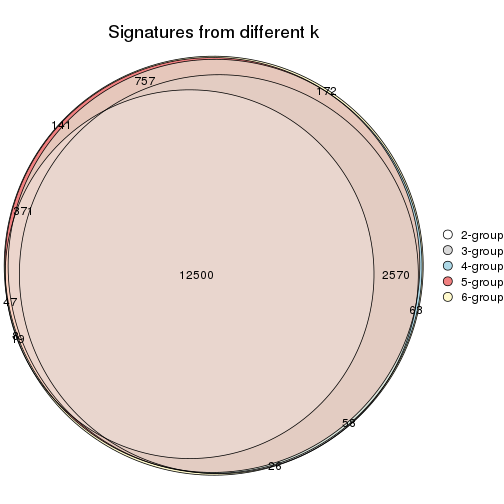 Signatures from different k
757
172
141
371
12500
2570
47
63
19
58
26
2-group
3-group
4-group
5-group
6-group